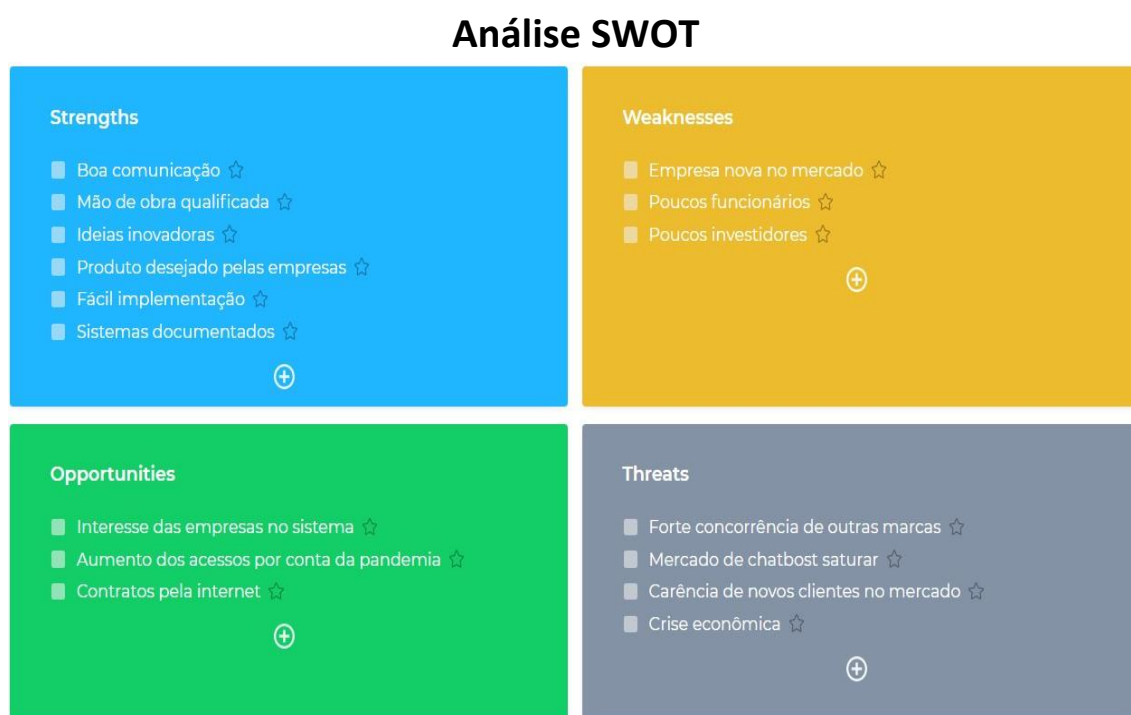 Análise SWOT
Strengths
Boa comunicação
Mão de obra qualificada
Ideias inovadoras
Produto desejado pelas empresas
Fácil implementação
Sistemas documentados
Weaknesses
Empresa nova no mercado
Poucos funcionários
Poucos investidores
Opportunities
Interesse das empresas no sistema
Aumento dos acessos por conta da pandemia
Contratos pela internet
Threats
Forte concorrência de outras marcas
Mercado de chatbost saturar
Carência de novos clientes no mercado
Crise econômica